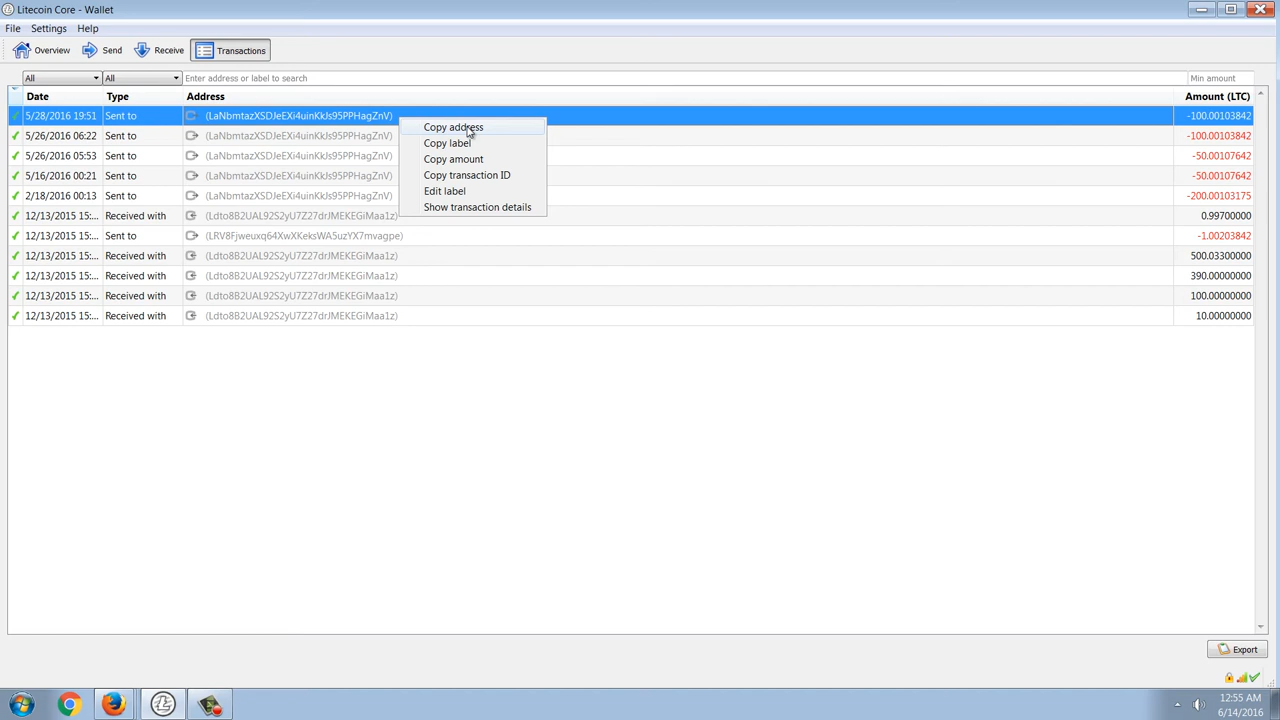 Litecoin Core - Wallet
File Settings Help
Overview Send Receive Transactions
All All Enter address or label to search Min amount
Date Type Address Amount (LTC)
5/28/2016 19:51 Sent to (LaNbmtazXSDJeEXi4uinKkJs95PPHagZnV) -100.00103842
5/26/2016 06:22 Sent to (LaNbmtazXSDJeEXi4uinKkJs95PPHagZnV) -100.00103842
5/26/2016 05:53 Sent to (LaNbmtazXSDJeEXi4uinKkJs95PPHagZnV) -50.00107642
5/16/2016 00:21 Sent to (LaNbmtazXSDJeEXi4uinKkJs95PPHagZnV) -50.00107642
2/18/2016 00:13 Sent to (LaNbmtazXSDJeEXi4uinKkJs95PPHagZnV) -200.00103175
12/13/2015 15:... Received with (Ldto8B2UAL92S2yU7Z27drJMEKEGiMaa1z) 0.99700000
12/13/2015 15:... Sent to (LRV8Fjweuxq64XwXKeksWA5uzYX7mvagpe) -1.00203842
12/13/2015 15:... Received with (Ldto8B2UAL92S2yU7Z27drJMEKEGiMaa1z) 500.03300000
12/13/2015 15:... Received with (Ldto8B2UAL92S2yU7Z27drJMEKEGiMaa1z) 390.00000000
12/13/2015 15:... Received with (Ldto8B2UAL92S2yU7Z27drJMEKEGiMaa1z) 100.00000000
12/13/2015 15:... Received with (Ldto8B2UAL92S2yU7Z27drJMEKEGiMaa1z) 10.00000000
Copy address
Copy label
Copy amount
Copy transaction ID
Edit label
Show transaction details
Export
12:55 AM
6/14/2016